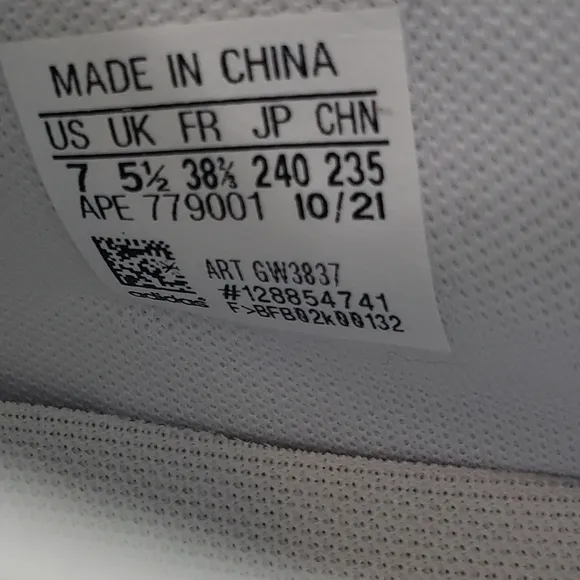 MADE IN CHINA
US UK FR JP CHN
7 5½ 38⅔ 240 235
APE 779001 10/21
ART GW3837
#128854741
adidas
F>BFB02k00132